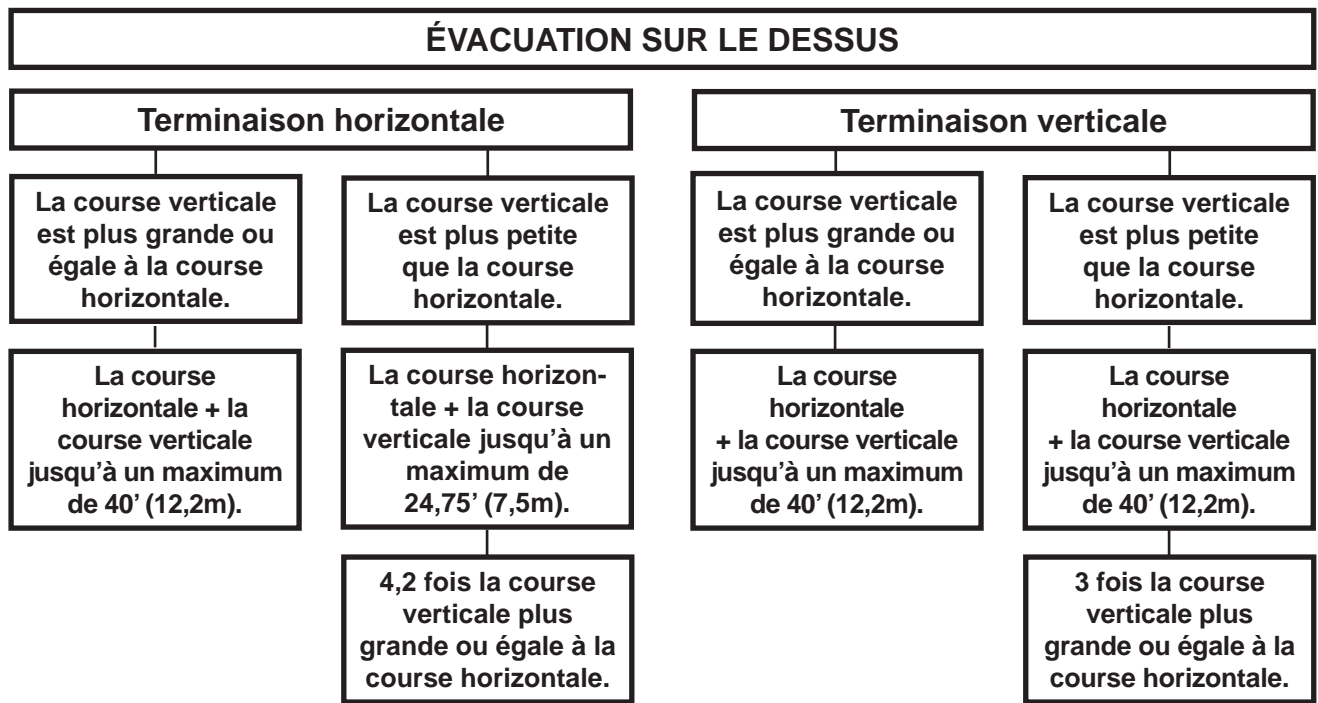 ÉVACUATION SUR LE DESSUS
Terminaison horizontale
La course verticale
est plus grande ou
égale à la course
horizontale.
La course
horizontale + la
course verticale
jusqu’à un maximum
de 40’ (12,2m).
La course verticale
est plus petite
que la course
horizontale.
La course horizon-
tale + la course
verticale jusqu’à un
maximum de
24,75’ (7,5m).
4,2 fois la course
verticale plus
grande ou égale à la
course horizontale.
Terminaison verticale
La course verticale
est plus grande ou
égale à la course
horizontale.
La course
horizontale
+ la course verticale
jusqu’à un maximum
de 40’ (12,2m).
La course verticale
est plus petite
que la course
horizontale.
La course
horizontale
+ la course verticale
jusqu’à un maximum
de 40’ (12,2m).
3 fois la course
verticale plus
grande ou égale à la
course horizontale.